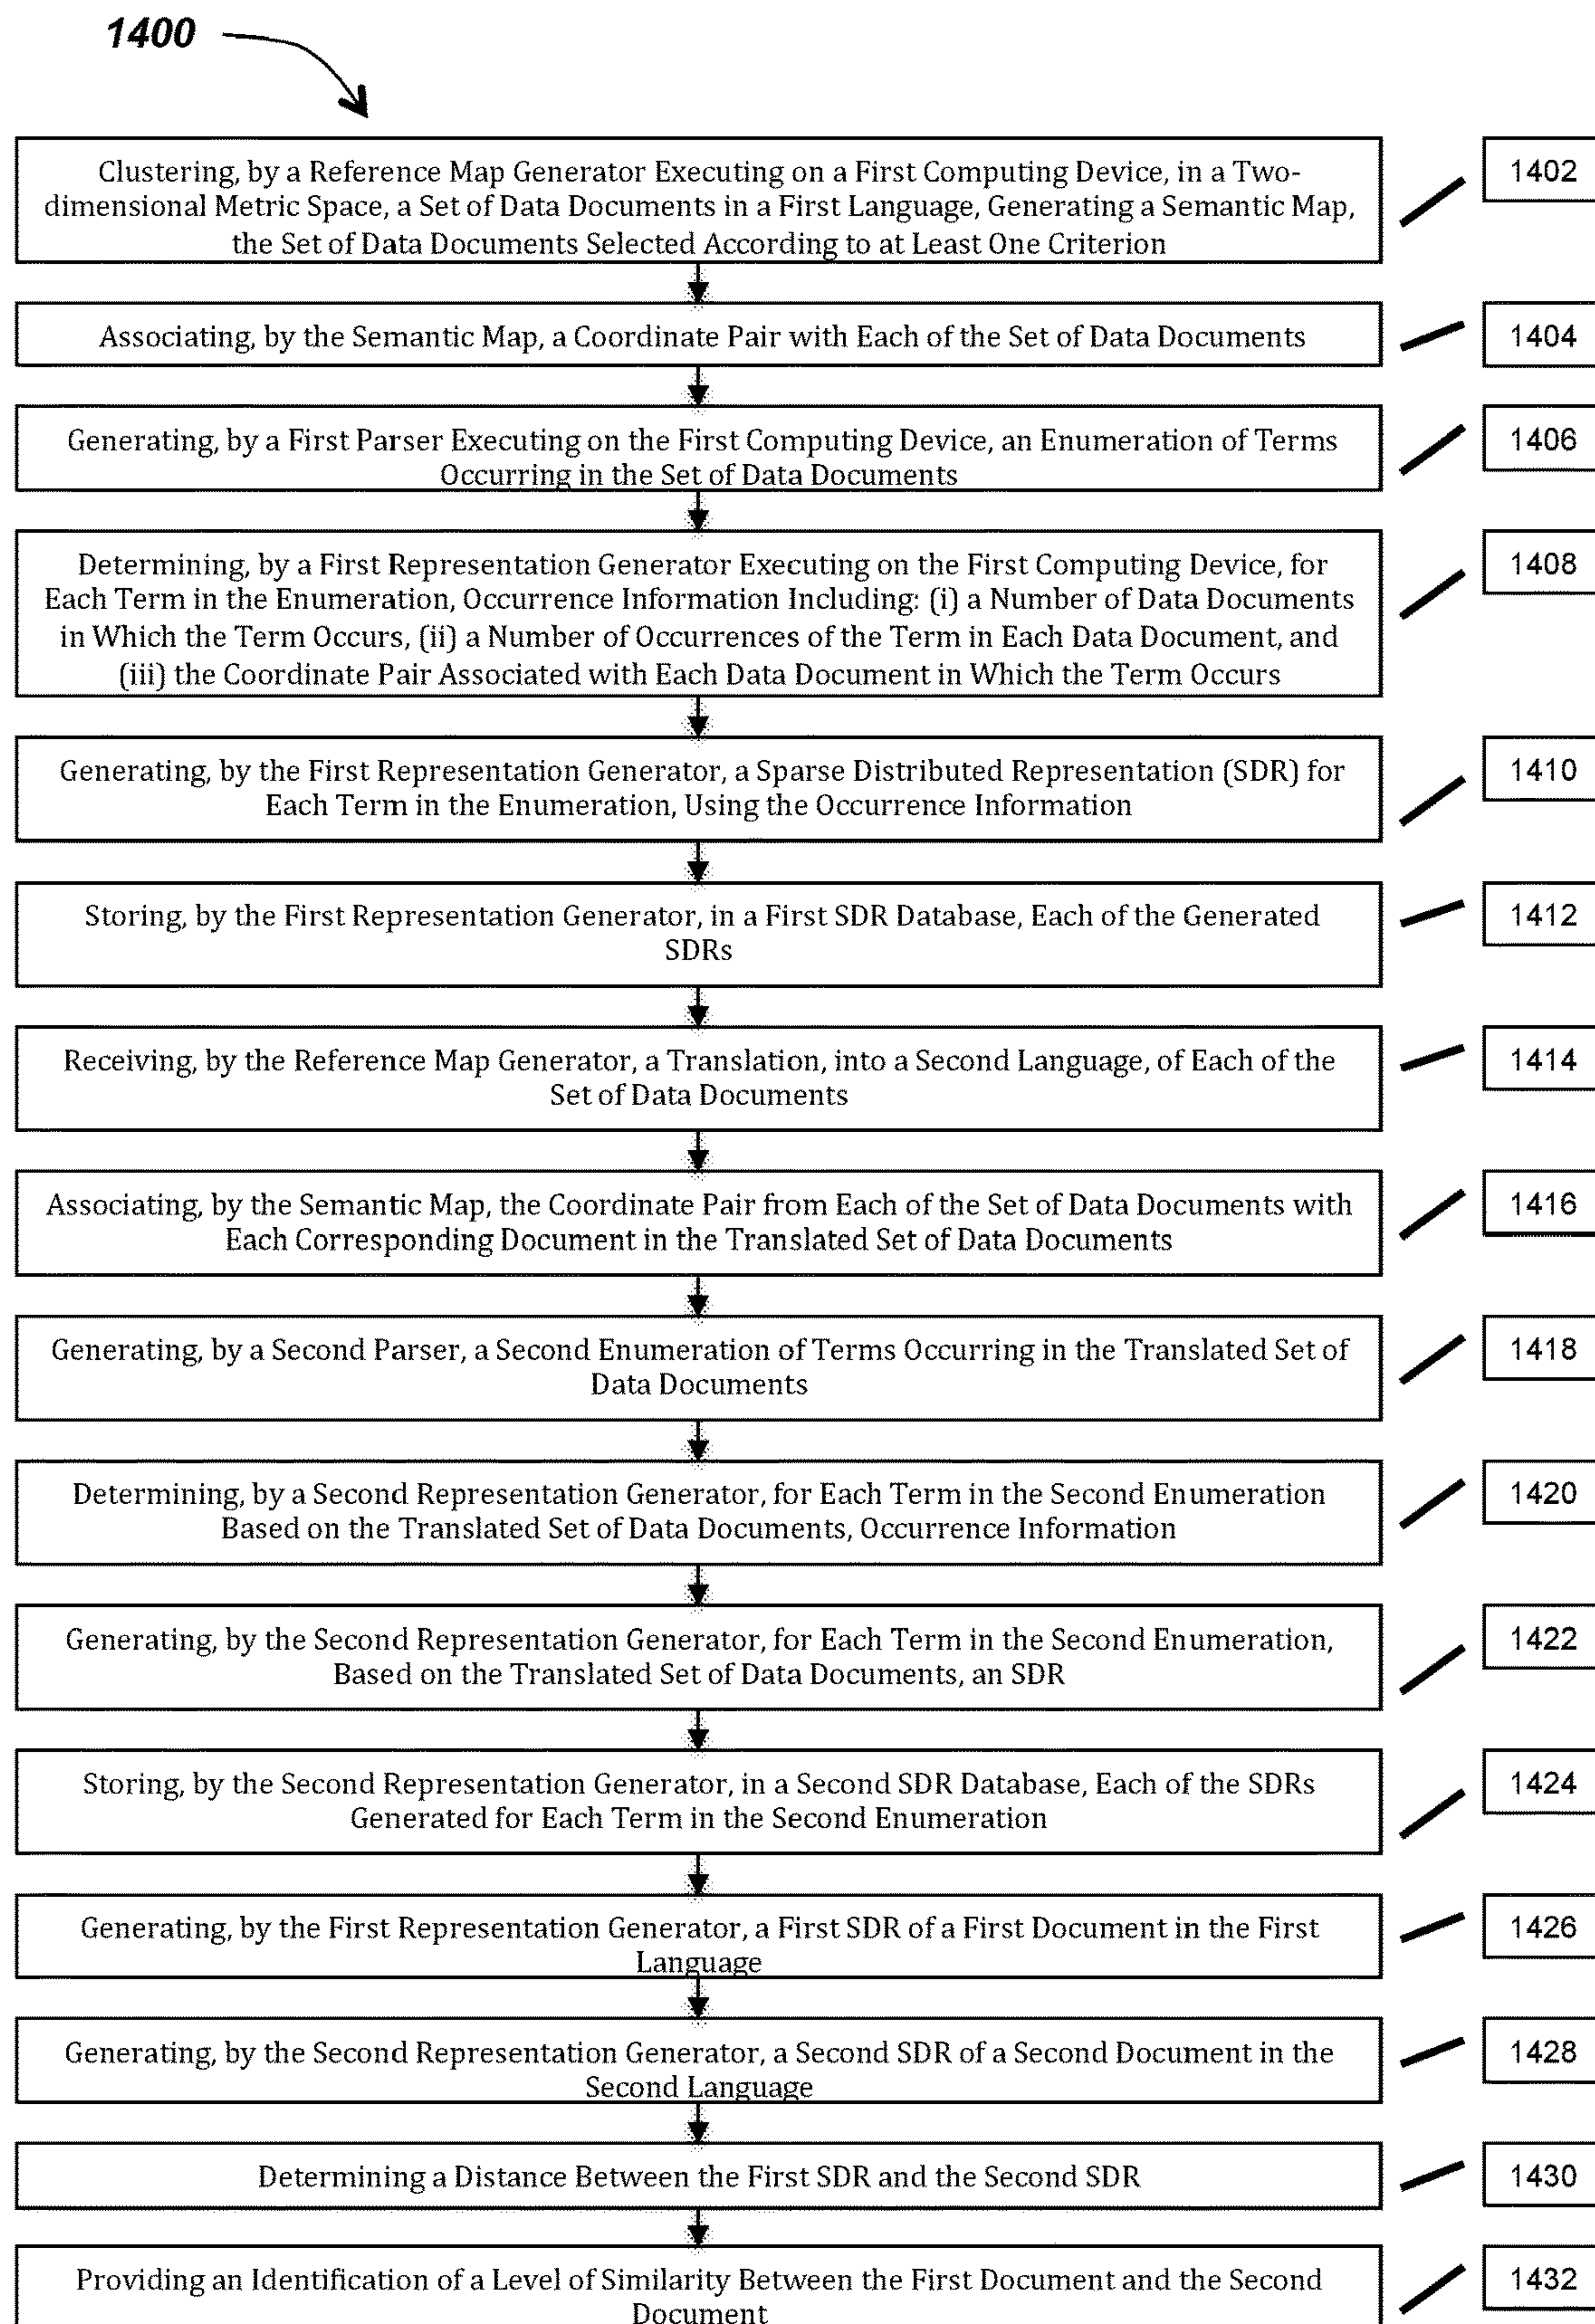 1400
Clustering, by a Reference Map Generator Executing on a First Computing Device, in a Two-
dimensional Metric Space, a Set of Data Documents in a First Language, Generating a Semantic Map,
the Set of Data Documents Selected According to at Least One Criterion
1402
Associating, by the Semantic Map, a Coordinate Pair with Each of the Set of Data Documents
1404
Generating, by a First Parser Executing on the First Computing Device, an Enumeration of Terms
Occurring in the Set of Data Documents
1406
Determining, by a First Representation Generator Executing on the First Computing Device, for
Each Term in the Enumeration, Occurrence Information Including: (i) a Number of Data Documents
in Which the Term Occurs, (ii) a Number of Occurrences of the Term in Each Data Document, and
(iii) the Coordinate Pair Associated with Each Data Document in Which the Term Occurs
1408
Generating, by the First Representation Generator, a Sparse Distributed Representation (SDR) for
Each Term in the Enumeration, Using the Occurrence Information
1410
Storing, by the First Representation Generator, in a First SDR Database, Each of the Generated
SDRs
1412
Receiving, by the Reference Map Generator, a Translation, into a Second Language, of Each of the
Set of Data Documents
1414
Associating, by the Semantic Map, the Coordinate Pair from Each of the Set of Data Documents with
Each Corresponding Document in the Translated Set of Data Documents
1416
Generating, by a Second Parser, a Second Enumeration of Terms Occurring in the Translated Set of
Data Documents
1418
Determining, by a Second Representation Generator, for Each Term in the Second Enumeration
Based on the Translated Set of Data Documents, Occurrence Information
1420
Generating, by the Second Representation Generator, for Each Term in the Second Enumeration,
Based on the Translated Set of Data Documents, an SDR
1422
Storing, by the Second Representation Generator, in a Second SDR Database, Each of the SDRs
Generated for Each Term in the Second Enumeration
1424
Generating, by the First Representation Generator, a First SDR of a First Document in the First
Language
1426
Generating, by the Second Representation Generator, a Second SDR of a Second Document in the
Second Language
1428
Determining a Distance Between the First SDR and the Second SDR
1430
Providing an Identification of a Level of Similarity Between the First Document and the Second
Document
1432